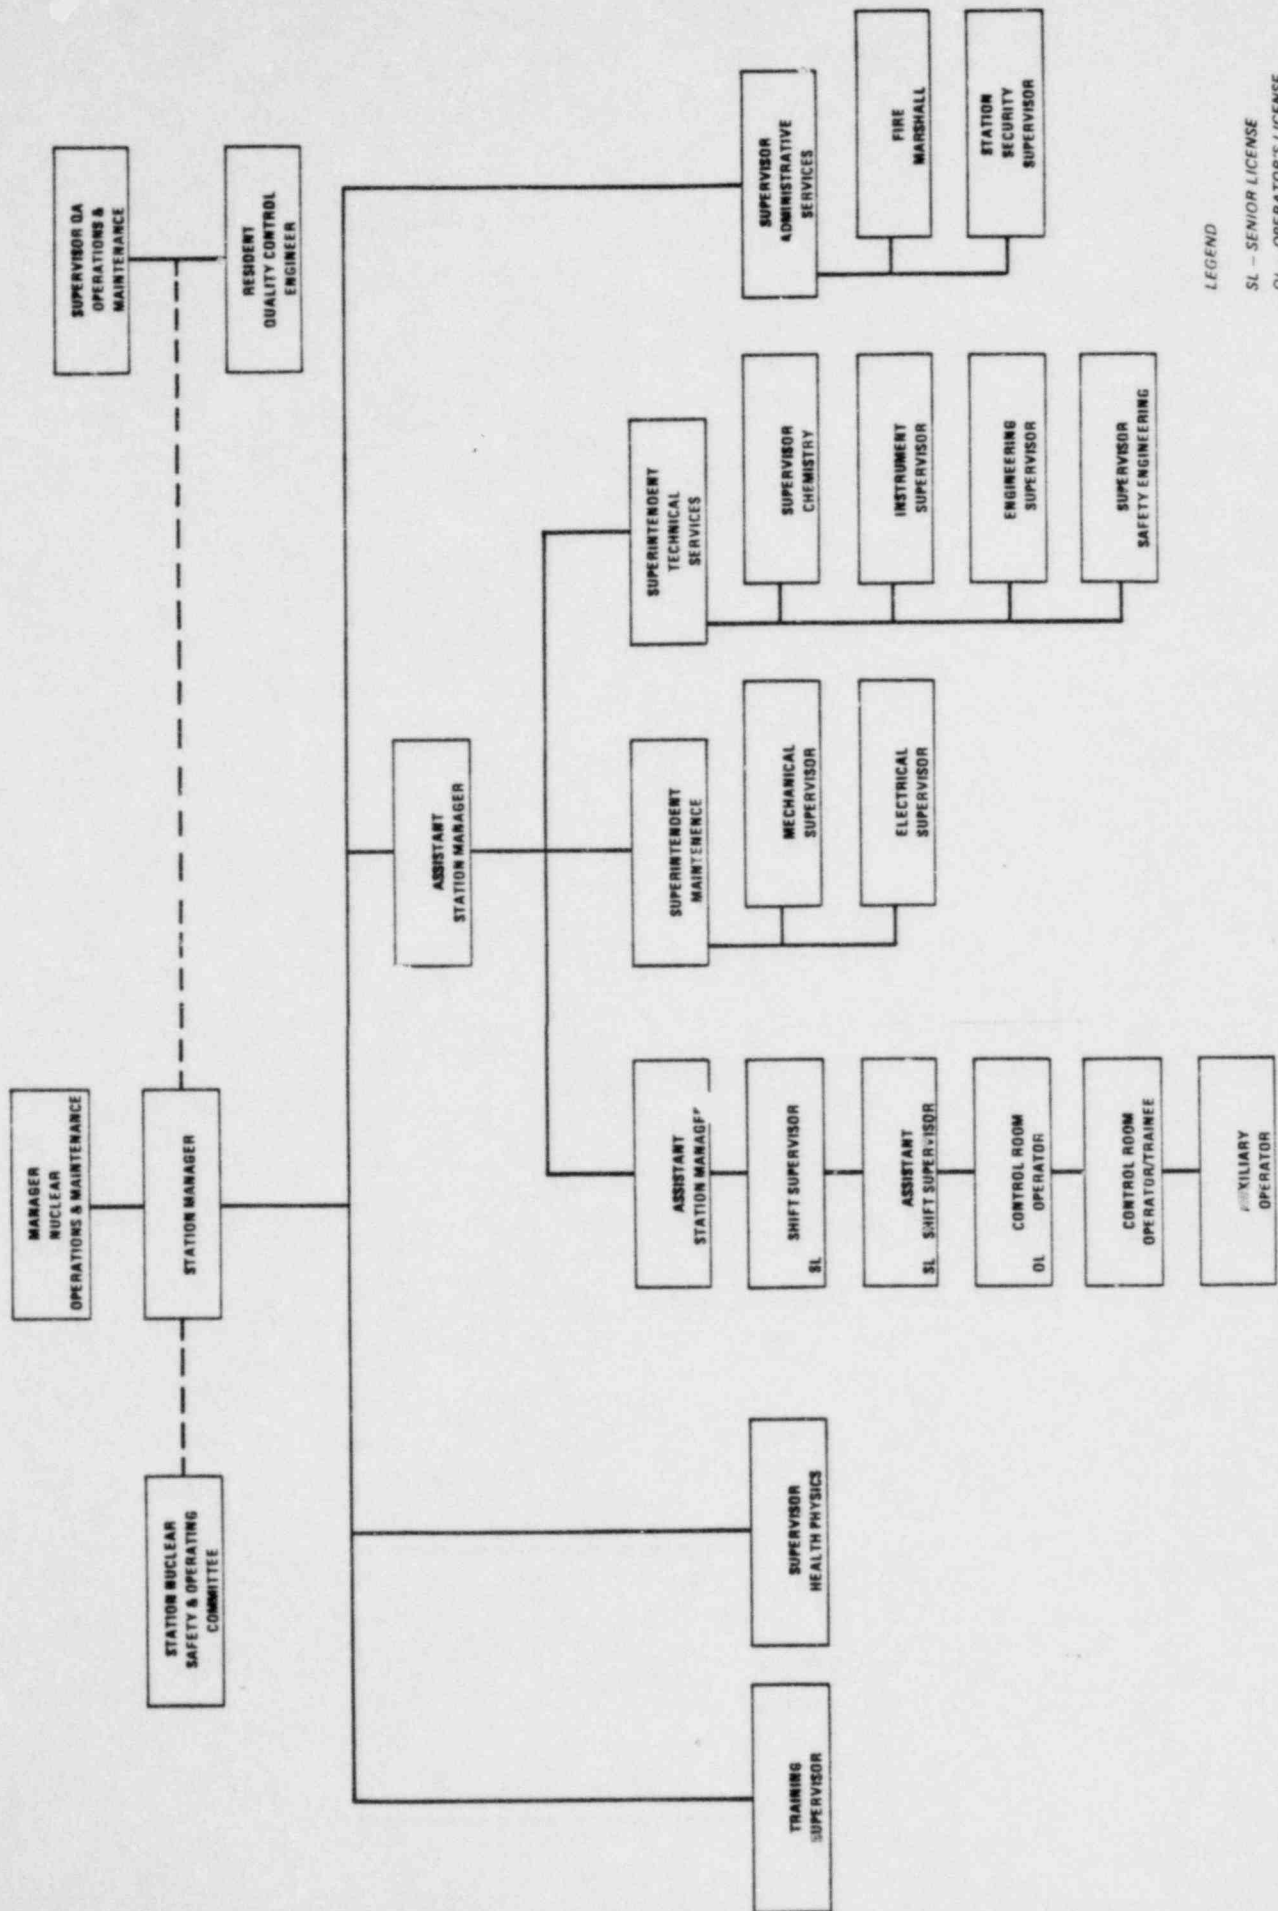 MANAGER
NUCLEAR
OPERATIONS & MAINTENANCE
STATION NUCLEAR
SAFETY & OPERATING
COMMITTEE
STATION MANAGER
SUPERVISOR QA
OPERATIONS &
MAINTENANCE
RESIDENT
QUALITY CONTROL
ENGINEER
ASSISTANT
STATION MANAGER
TRAINING
SUPERVISOR
SUPERVISOR
HEALTH PHYSICS
ASSISTANT
STATION MANAGER
SHIFT SUPERVISOR
SL
ASSISTANT
SL SHIFT SUPERVISOR
CONTROL ROOM
OL OPERATOR
CONTROL ROOM
OPERATOR/TRAINEE
AUXILIARY
OPERATOR
SUPERINTENDENT
MAINTENENCE
MECHANICAL
SUPERVISOR
ELECTRICAL
SUPERVISOR
SUPERINTENDENT
TECHNICAL
SERVICES
SUPERVISOR
CHEMISTRY
INSTRUMENT
SUPERVISOR
ENGINEERING
SUPERVISOR
SUPERVISOR
SAFETY ENGINEERING
SUPERVISOR
ADMINISTRATIVE
SERVICES
FIRE
MARSHALL
STATION
SECURITY
SUPERVISOR
LEGEND
SL – SENIOR LICENSE
OL – OPERATOR'S LICENSE